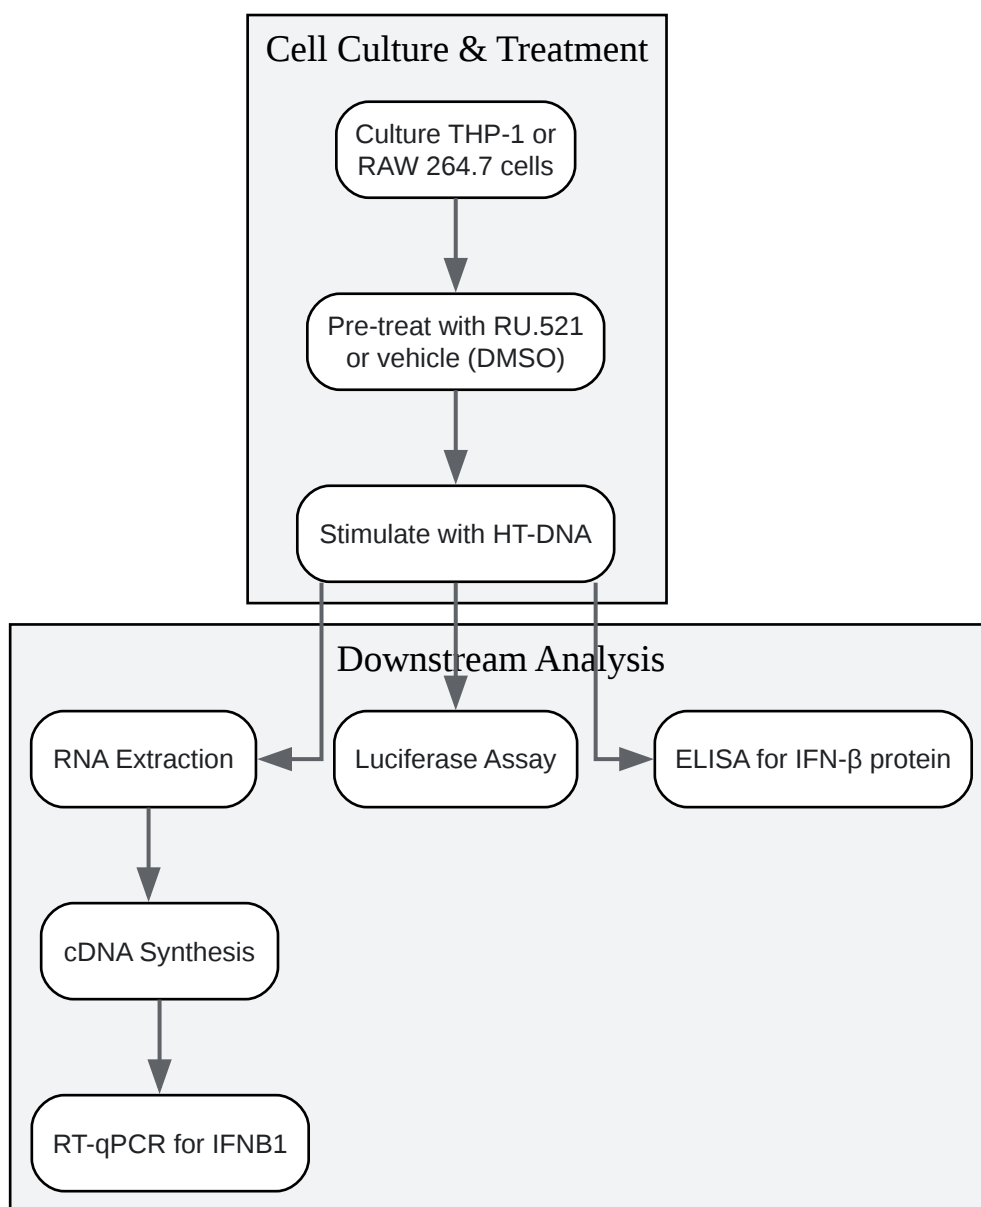 Cell Culture & Treatment
Culture THP-1 or
RAW 264.7 cells
Pre-treat with RU.521
or vehicle (DMSO)
Stimulate with HT-DNA
Downstream Analysis
RNA Extraction
Luciferase Assay
ELISA for IFN-β protein
cDNA Synthesis
RT-qPCR for IFNB1